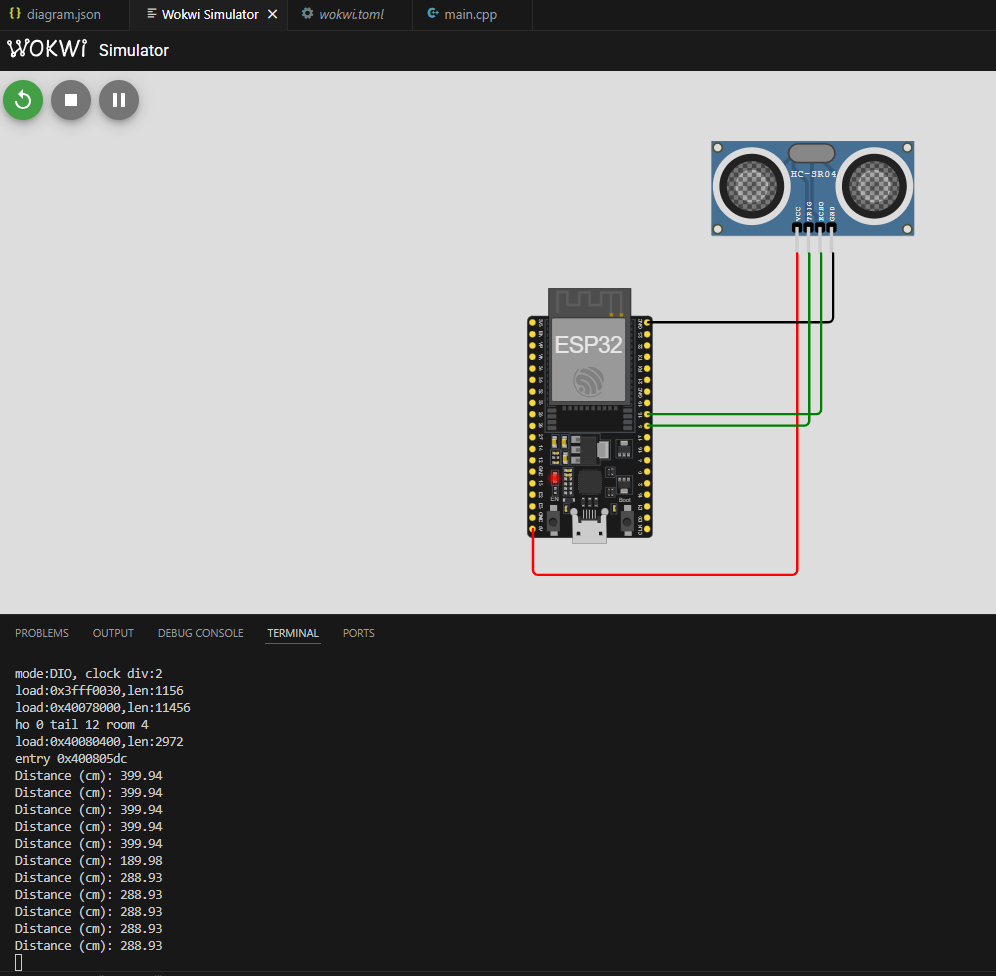 diagram.json
Wokwi Simulator
wokwi.toml
main.cpp
WOKWi Simulator
HC-SR04
VCC
TRIG
ECHO
GND
ESP32
EN
Boot
PROBLEMS
OUTPUT
DEBUG CONSOLE
TERMINAL
PORTS
mode:DIO, clock div:2
load:0x3fff0030,len:1156
load:0x40078000,len:11456
ho 0 tail 12 room 4
load:0x40080400,len:2972
entry 0x400805dc
Distance (cm): 399.94
Distance (cm): 399.94
Distance (cm): 399.94
Distance (cm): 399.94
Distance (cm): 399.94
Distance (cm): 189.98
Distance (cm): 288.93
Distance (cm): 288.93
Distance (cm): 288.93
Distance (cm): 288.93
Distance (cm): 288.93